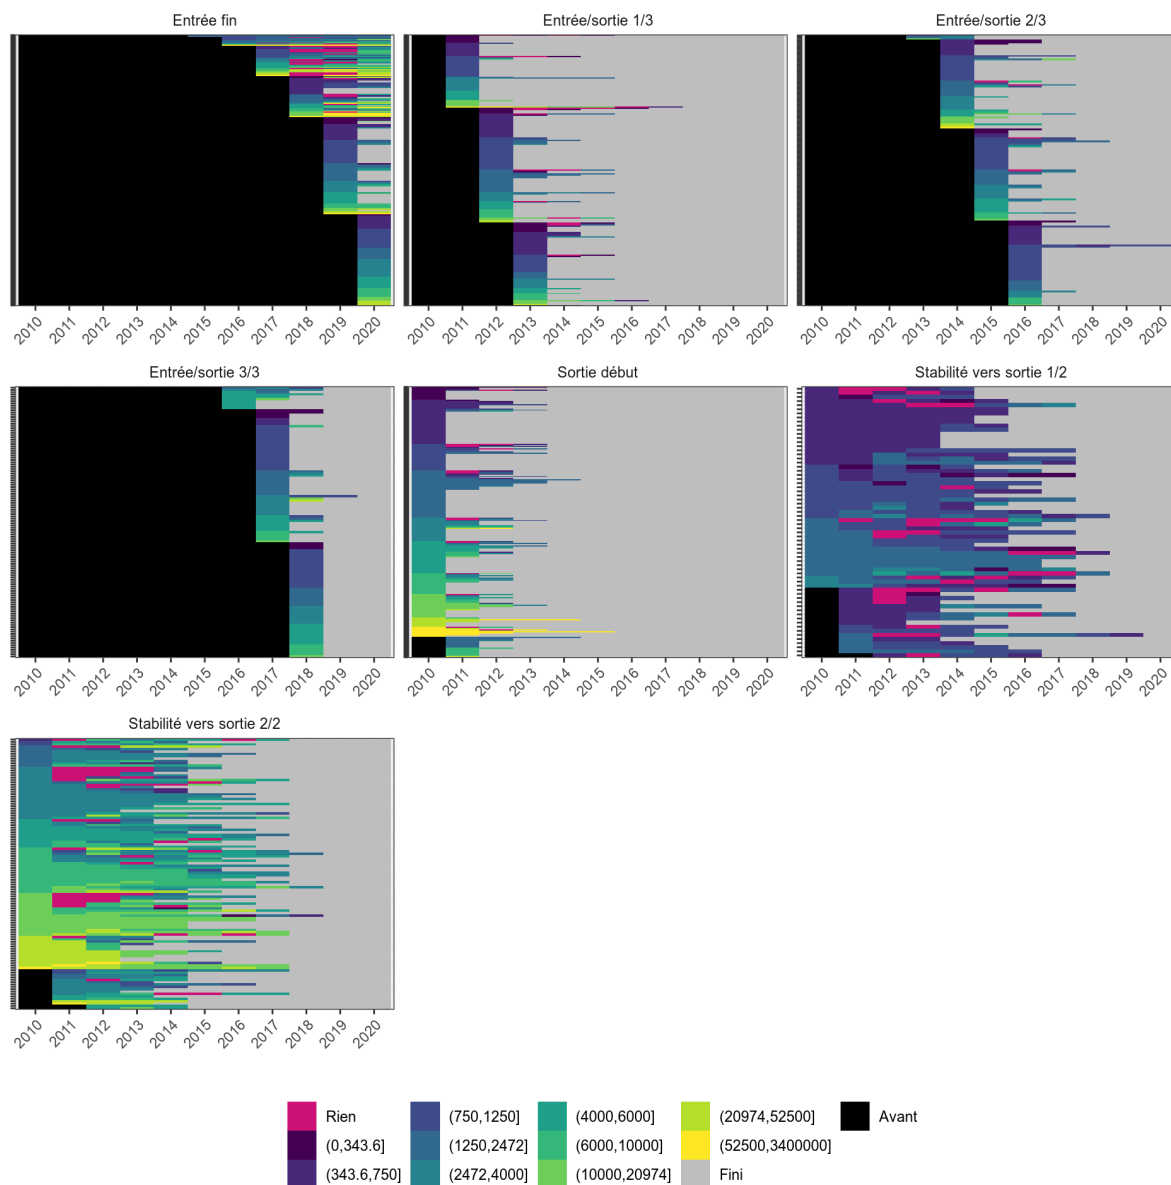 Entrée fin
Entrée/sortie 1/3
Entrée/sortie 2/3
2010 2011 2012 2013 2014 2015 2016 2017 2018 2019 2020
2010 2011 2012 2013 2014 2015 2016 2017 2018 2019 2020
2010 2011 2012 2013 2014 2015 2016 2017 2018 2019 2020
Entrée/sortie 3/3
Sortie début
Stabilité vers sortie 1/2
2010 2011 2012 2013 2014 2015 2016 2017 2018 2019 2020
2010 2011 2012 2013 2014 2015 2016 2017 2018 2019 2020
2010 2011 2012 2013 2014 2015 2016 2017 2018 2019 2020
Stabilité vers sortie 2/2
2010 2011 2012 2013 2014 2015 2016 2017 2018 2019 2020
Rien
(0,343.6]
(343.6,750]
(750,1250]
(1250,2472]
(2472,4000]
(4000,6000]
(6000,10000]
(10000,20974]
(20974,52500]
(52500,3400000]
Fini
Avant